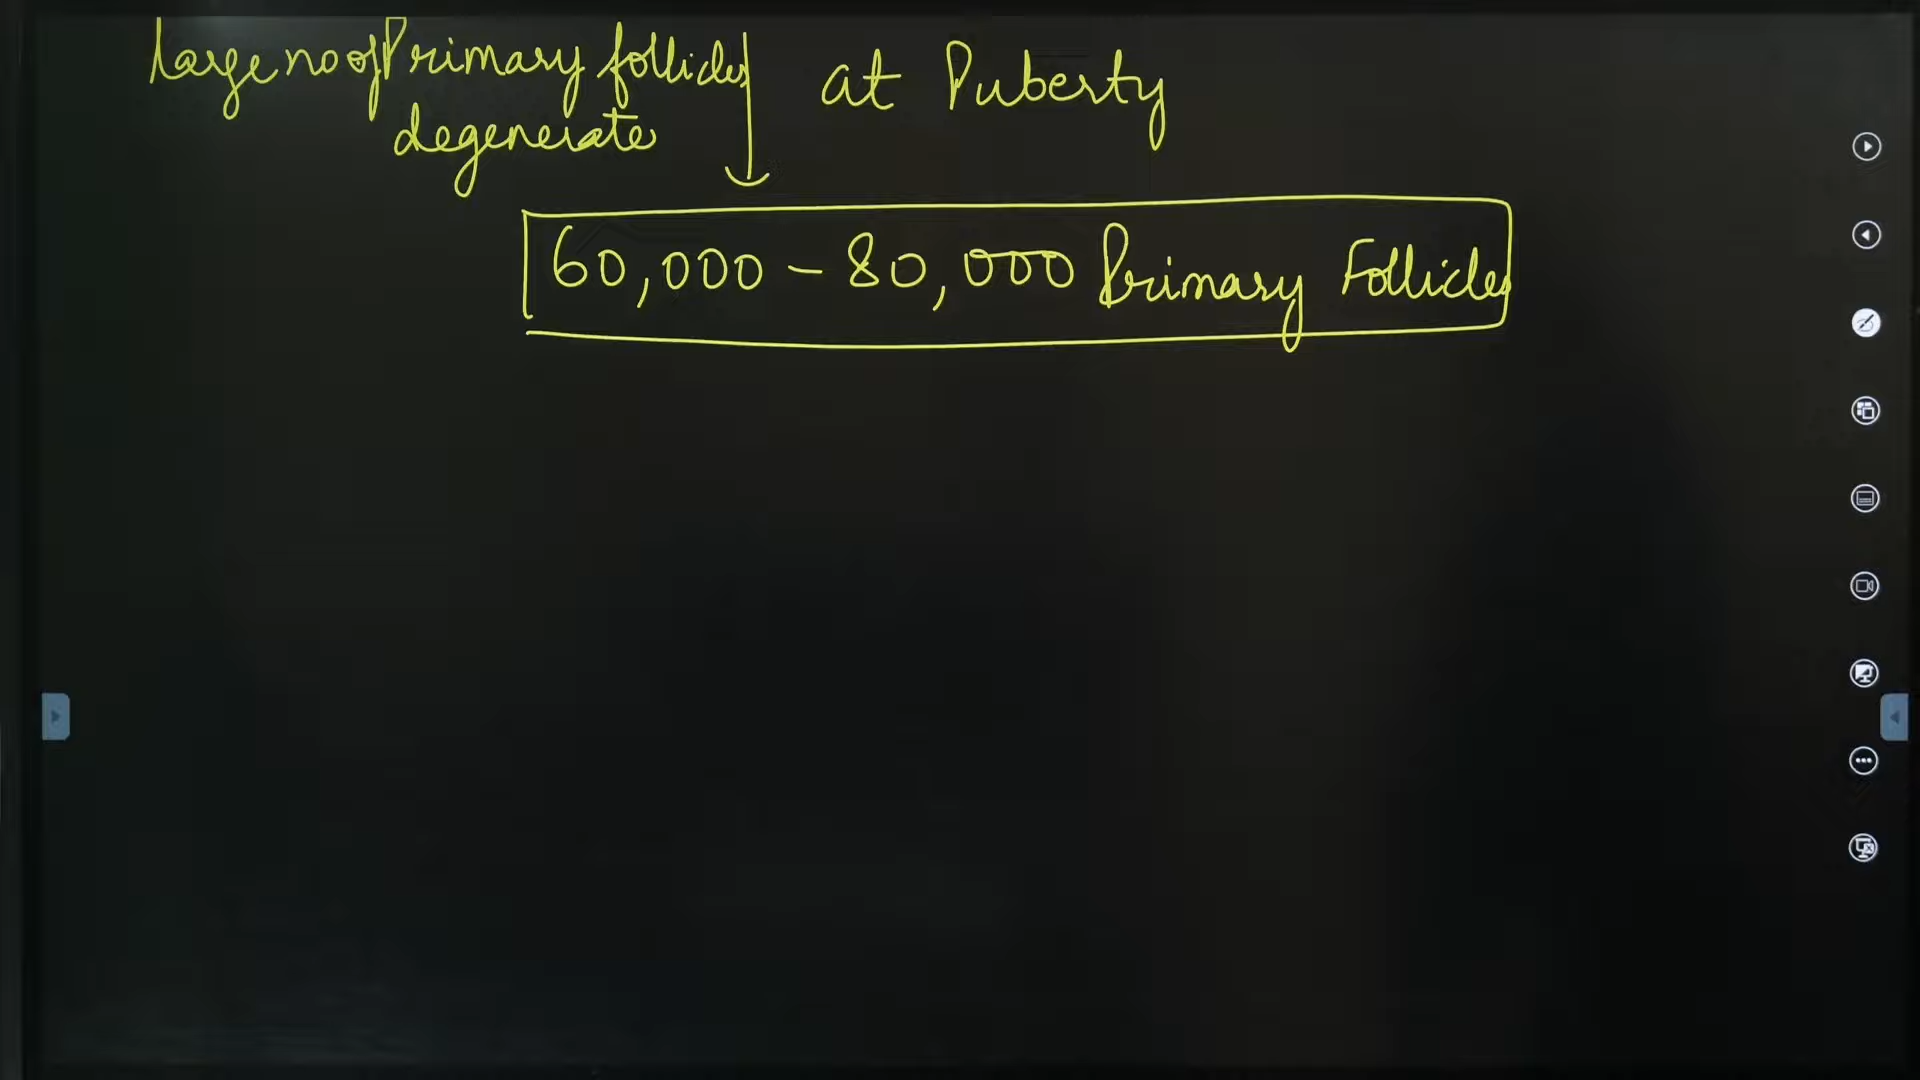 Large no of Primary follicles at Puberty
degenerate
60,000 - 80,000 Primary Follicles